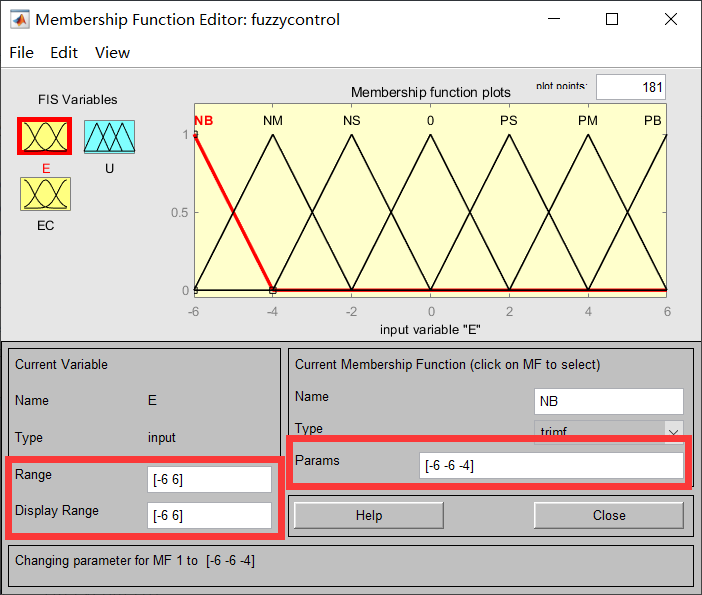 Membership Function Editor: fuzzycontrol
File Edit View
FIS Variables
E
U
EC
Membership function plots
plot points:
181
NB NM NS 0 PS PM PB
1
0.5
0
-6 -4 -2 0 2 4 6
input variable "E"
Current Variable
Name E
Type input
Range [-6 6]
Display Range [-6 6]
Current Membership Function (click on MF to select)
Name NB
Type trimf
Params [-6 -6 -4]
Help Close
Changing parameter for MF 1 to [-6 -6 -4]